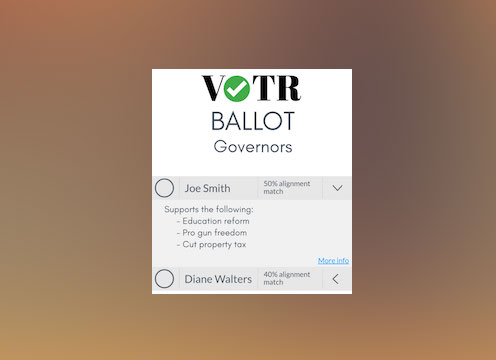 VOTR
BALLOT
Governors
Joe Smith
50% alignment
match
Supports the following:
- Education reform
- Pro gun freedom
- Cut property tax
More info
Diane Walters
40% alignment
match